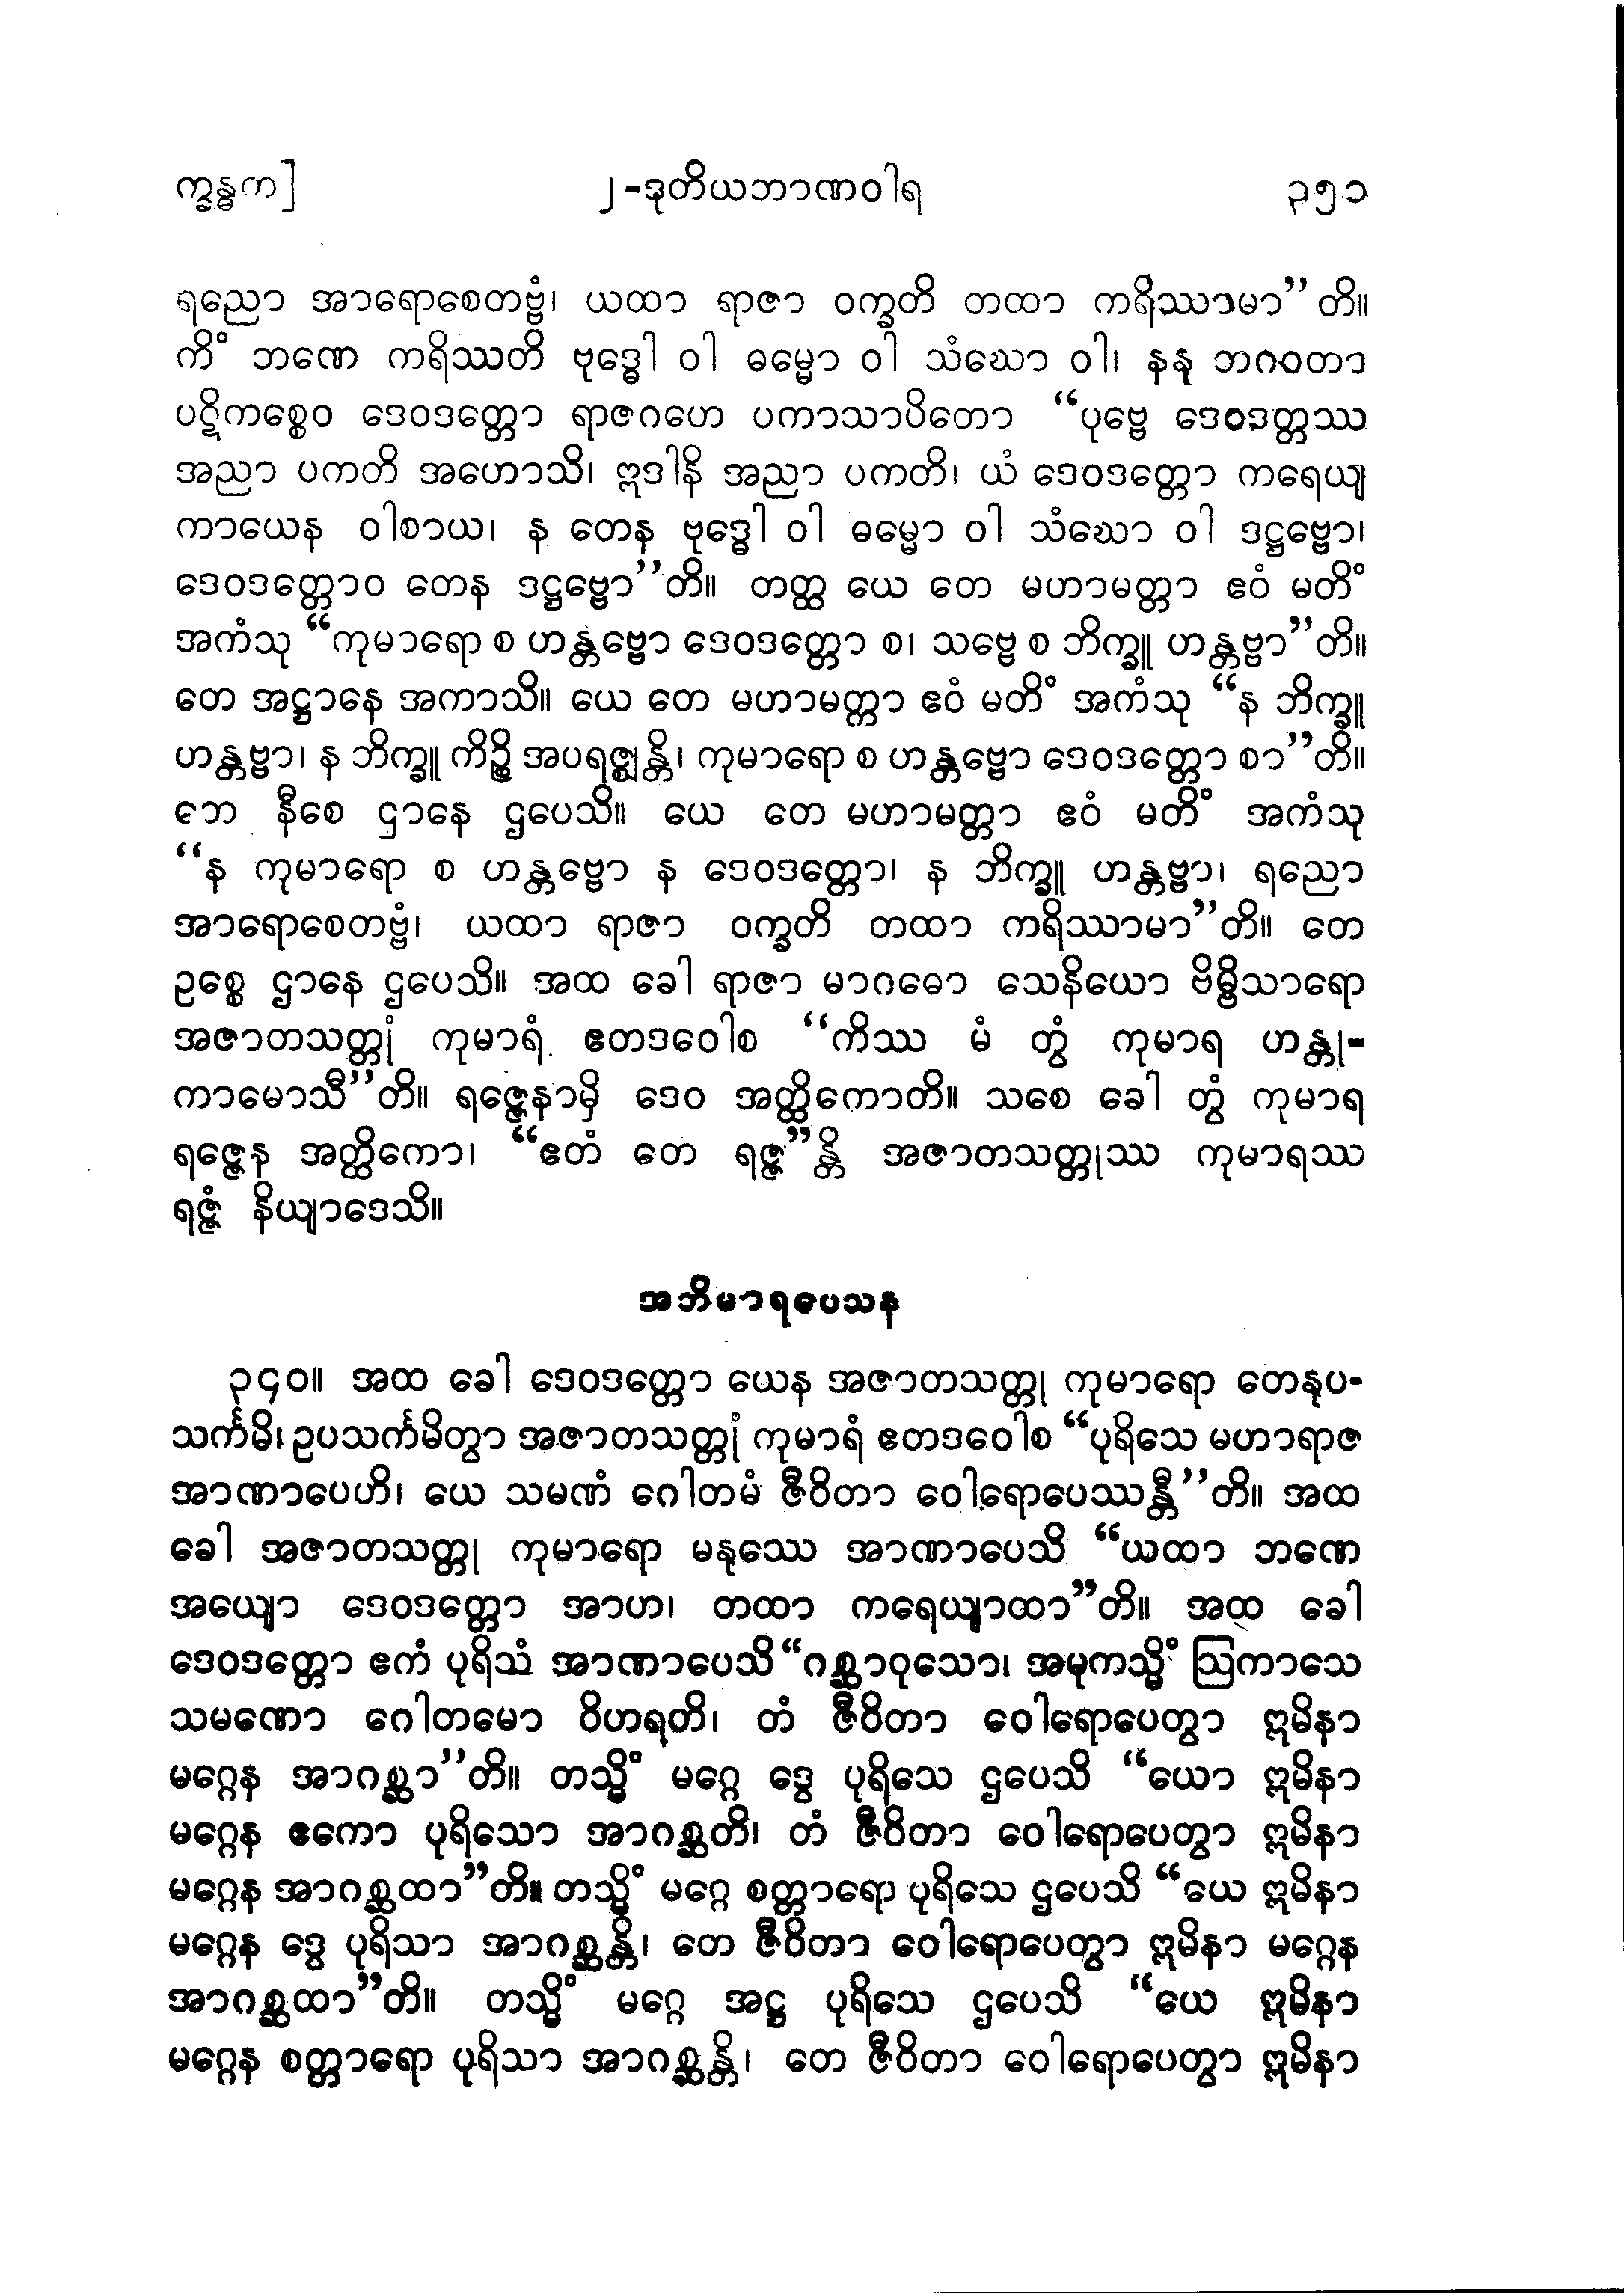 က္ခန္ဓက]
၂-ဒုတိယဘာဏဝါရ
၃၅၁
ရညော အာရောစေတဗ္ဗံ၊ ယထာ ရာဇာ ဝက္ခတိ တထာ ကရိဿာမာ”တိ။
ကိံ ဘဏေ ကရိဿတိ ဗုဒ္ဓေါ ဝါ ဓမ္မော ဝါ သံဃော ဝါ၊ နနု ဘဂဝတာ
ပဋိကစ္စေဝ ဒေဝဒတ္တော ရာဇဂဟေ ပကာသာပိတော “ပုဗ္ဗေ ဒေဝဒတ္တဿ
အညာ ပကတိ အဟောသိ၊ ဣဒါနိ အညာ ပကတိ၊ ယံ ဒေဝဒတ္တော ကရေယျ
ကာယေန ဝါစာယ၊ န တေန ဗုဒ္ဓေါ ဝါ ဓမ္မော ဝါ သံဃော ဝါ ဒဋ္ဌဗ္ဗော၊
ဒေဝဒတ္တောဝ တေန ဒဋ္ဌဗ္ဗော”တိ။ တတ္ထ ယေ တေ မဟာမတ္တာ ဧဝံ မတိံ
အကံသု “ကုမာရော စ ဟန္တဗ္ဗော ဒေဝဒတ္တော စ၊ သဗ္ဗေ စ ဘိက္ခူ ဟန္တဗ္ဗာ”တိ။
တေ အဋ္ဌာနေ အကာသိ။ ယေ တေ မဟာမတ္တာ ဧဝံ မတိံ အကံသု “န ဘိက္ခူ
ဟန္တဗ္ဗာ၊ န ဘိက္ခူ ကိဉ္စိ အပရဇ္ဈန္တိ၊ ကုမာရော စ ဟန္တဗ္ဗော ဒေဝဒတ္တော စာ”တိ။
တေ နီစေ ဌာနေ ဌပေသိ။ ယေ တေ မဟာမတ္တာ ဧဝံ မတိံ အကံသု
“န ကုမာရော စ ဟန္တဗ္ဗော န ဒေဝဒတ္တော၊ န ဘိက္ခူ ဟန္တဗ္ဗာ၊ ရညော
အာရောစေတဗ္ဗံ၊ ယထာ ရာဇာ ဝက္ခတိ တထာ ကရိဿာမာ”တိ။ တေ
ဥစ္စေ ဌာနေ ဌပေသိ။ အထ ခေါ ရာဇာ မာဂဓော သေနိယော ဗိမ္ဗိသာရော
အဇာတသတ္တုံ ကုမာရံ ဧတဒဝေါစ “ကိဿ မံ တွံ ကုမာရ ဟန္တု-
ကာမောသီ”တိ။ ရဇ္ဇေနာမှိ ဒေဝ အတ္ထိကောတိ။ သစေ ခေါ တွံ ကုမာရ
ရဇ္ဇေန အတ္ထိကော၊ “ဧတံ တေ ရဇ္ဇ”န္တိ အဇာတသတ္တုဿ ကုမာရဿ
ရဇ္ဇံ နိယျာဒေသိ။
အဘိမာရပေသန
၃၄၀။ အထ ခေါ ဒေဝဒတ္တော ယေန အဇာတသတ္တု ကုမာရော တေနုပ-
သင်္ကမိ၊ ဥပသင်္ကမိတွာ အဇာတသတ္တုံ ကုမာရံ ဧတဒဝေါစ “ပုရိသေ မဟာရာဇ
အာဏာပေဟိ၊ ယေ သမဏံ ဂေါတမံ ဇီဝိတာ ဝေါရောပေဿန္တီ”တိ။ အထ
ခေါ အဇာတသတ္တု ကုမာရော မနုဿေ အာဏာပေသိ “ယထာ ဘဏေ
အယျော ဒေဝဒတ္တော အာဟ၊ တထာ ကရေယျာထာ”တိ။ အထ ခေါ
ဒေဝဒတ္တော ဧကံ ပုရိသံ အာဏာပေသိ “ဂစ္ဆာဝုသော၊ အမုကသ္မိံ ဩကာသေ
သမဏော ဂေါတမော ဝိဟရတိ၊ တံ ဇီဝိတာ ဝေါရောပေတွာ ဣမိနာ
မဂ္ဂေန အာဂစ္ဆာ”တိ။ တသ္မိံ မဂ္ဂေ ဒွေ ပုရိသေ ဌပေသိ “ယော ဣမိနာ
မဂ္ဂေန ဧကော ပုရိသော အာဂစ္ဆတိ၊ တံ ဇီဝိတာ ဝေါရောပေတွာ ဣမိနာ
မဂ္ဂေန အာဂစ္ဆထာ”တိ။ တသ္မိံ မဂ္ဂေ စတ္တာရော ပုရိသေ ဌပေသိ “ယေ ဣမိနာ
မဂ္ဂေန ဒွေ ပုရိသာ အာဂစ္ဆန္တိ၊ တေ ဇီဝိတာ ဝေါရောပေတွာ ဣမိနာ မဂ္ဂေန
အာဂစ္ဆထာ”တိ။ တသ္မိံ မဂ္ဂေ အဋ္ဌ ပုရိသေ ဌပေသိ “ယေ ဣမိနာ
မဂ္ဂေန စတ္တာရော ပုရိသာ အာဂစ္ဆန္တိ၊ တေ ဇီဝိတာ ဝေါရောပေတွာ ဣမိနာ